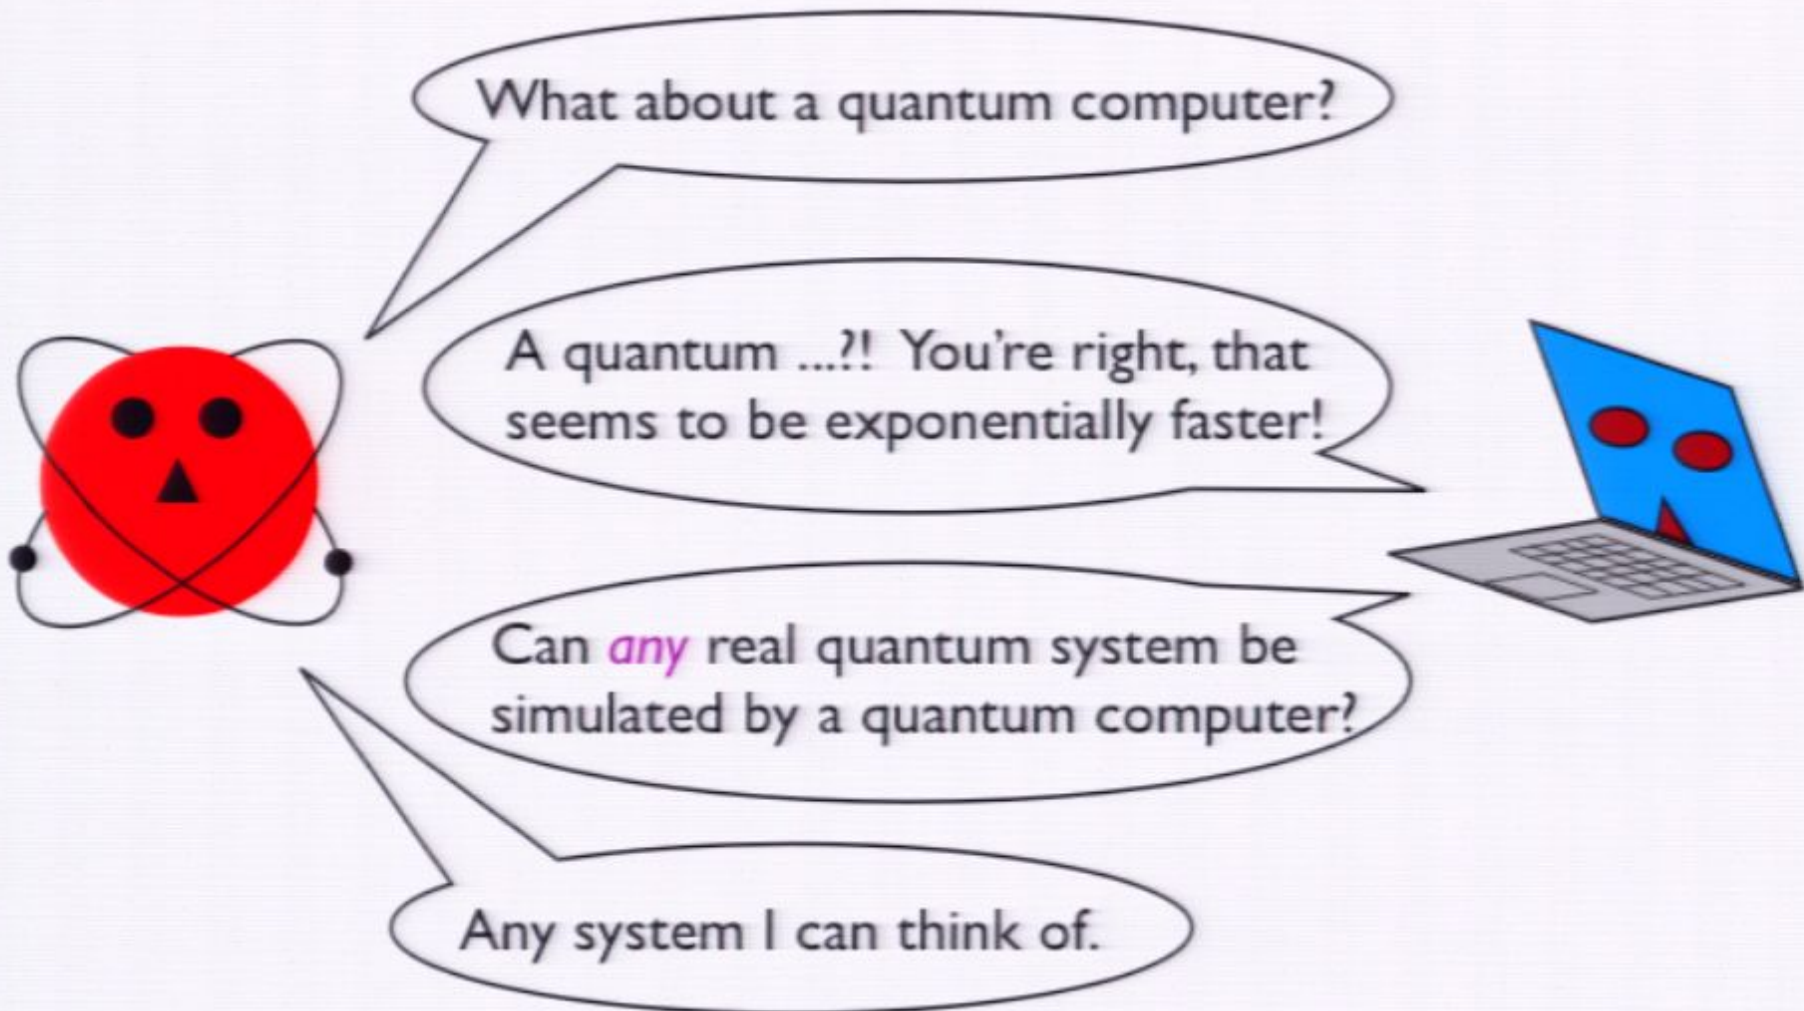 What about a quantum computer?
A quantum ...?! You're right, that
seems to be exponentially faster!
Can any real quantum system be
simulated by a quantum computer?
Any system I can think of.